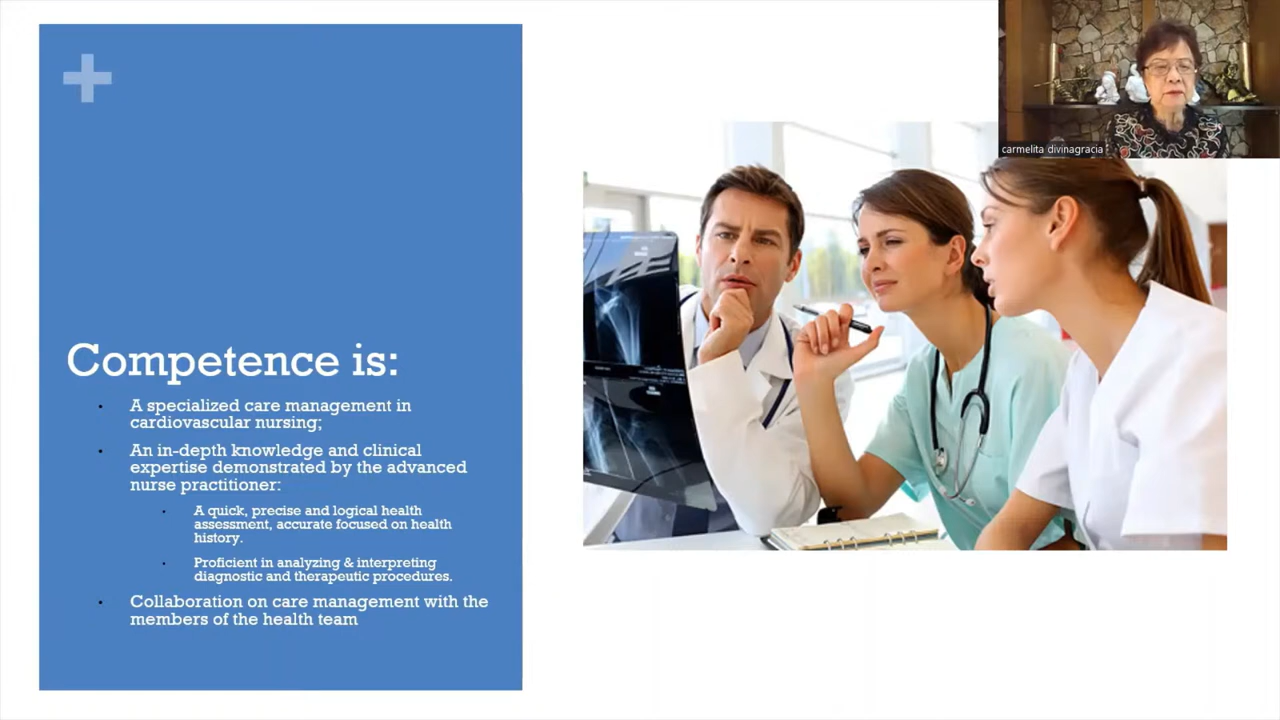 carmelita divinagracia
Competence is:
A specialized care management in
cardiovascular nursing;
An in-depth knowledge and clinical
expertise demonstrated by the advanced
nurse practitioner:
A quick, precise and logical health
assessment, accurate focused on health
history.
Proficient in analyzing & interpreting
diagnostic and therapeutic procedures.
Collaboration on care management with the
members of the health team